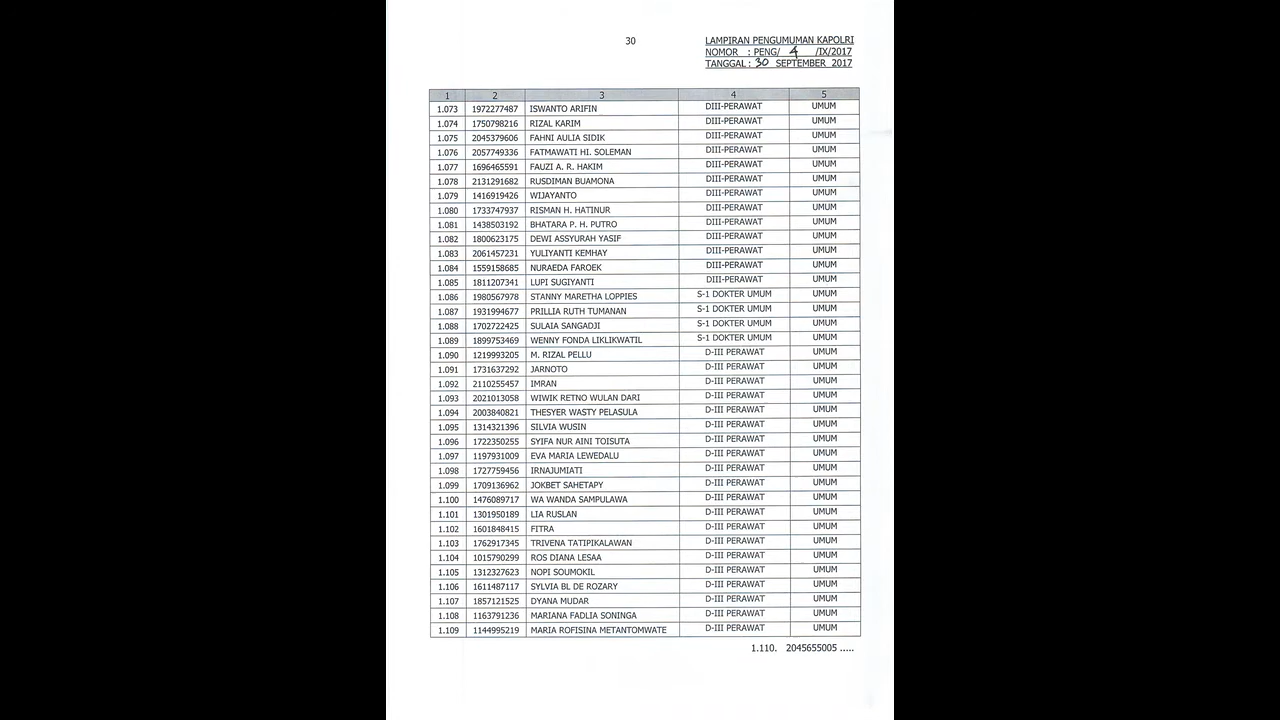 30
LAMPIRAN PENGUMUMAN KAPOLRI
NOMOR : PENG/ 4 /IX/2017
TANGGAL : 30 SEPTEMBER 2017
1 2 3 4 5
1.073 1972277487 ISWANTO ARIFIN DIII-PERAWAT UMUM
1.074 1750798216 RIZAL KARIM DIII-PERAWAT UMUM
1.075 2045379606 FAHNI AULIA SIDIK DIII-PERAWAT UMUM
1.076 2057749336 FATMAWATI HI. SOLEMAN DIII-PERAWAT UMUM
1.077 1696465591 FAUZI A. R. HAKIM DIII-PERAWAT UMUM
1.078 2131291682 RUSDIMAN BUAMONA DIII-PERAWAT UMUM
1.079 1416919426 WIJAYANTO DIII-PERAWAT UMUM
1.080 1733747937 RISMAN H. HATINUR DIII-PERAWAT UMUM
1.081 1438503192 BHATARA P. H. PUTRO DIII-PERAWAT UMUM
1.082 1800623175 DEWI ASSYURAH YASIF DIII-PERAWAT UMUM
1.083 2061457231 YULIYANTI KEMHAY DIII-PERAWAT UMUM
1.084 1559158685 NURAEDA FAROEK DIII-PERAWAT UMUM
1.085 1811207341 LUPI SUGIYANTI DIII-PERAWAT UMUM
1.086 1980567978 STANNY MARETHA LOPPIES S-1 DOKTER UMUM UMUM
1.087 1931994677 PRILLIA RUTH TUMANAN S-1 DOKTER UMUM UMUM
1.088 1702722425 SULAIA SANGADJI S-1 DOKTER UMUM UMUM
1.089 1899753469 WENNY FONDA LIKLIKWATIL S-1 DOKTER UMUM UMUM
1.090 1219993205 M. RIZAL PELLU D-III PERAWAT UMUM
1.091 1731637292 JARNOTO D-III PERAWAT UMUM
1.092 2110255457 IMRAN D-III PERAWAT UMUM
1.093 2021013058 WIWIK RETNO WULAN DARI D-III PERAWAT UMUM
1.094 2003840821 THESYER WASTY PELASULA D-III PERAWAT UMUM
1.095 1314321396 SILVIA WUSIN D-III PERAWAT UMUM
1.096 1722350255 SYIFA NUR AINI TOISUTA D-III PERAWAT UMUM
1.097 1197931009 EVA MARIA LEWEDALU D-III PERAWAT UMUM
1.098 1727759456 IRNAJUMIATI D-III PERAWAT UMUM
1.099 1709136962 JOKBET SAHETAPY D-III PERAWAT UMUM
1.100 1476089717 WA WANDA SAMPULAWA D-III PERAWAT UMUM
1.101 1301950189 LIA RUSLAN D-III PERAWAT UMUM
1.102 1601848415 FITRA D-III PERAWAT UMUM
1.103 1762917345 TRIVENA TATIPIKALAWAN D-III PERAWAT UMUM
1.104 1015790299 ROS DIANA LESAA D-III PERAWAT UMUM
1.105 1312327623 NOPI SOUMOKIL D-III PERAWAT UMUM
1.106 1611487117 SYLVIA BL DE ROZARY D-III PERAWAT UMUM
1.107 1857121525 DYANA MUDAR D-III PERAWAT UMUM
1.108 1163791236 MARIANA FADLIA SONINGA D-III PERAWAT UMUM
1.109 1144995219 MARIA ROFISINA METANTOMWATE D-III PERAWAT UMUM
1.110. 2045655005 .....